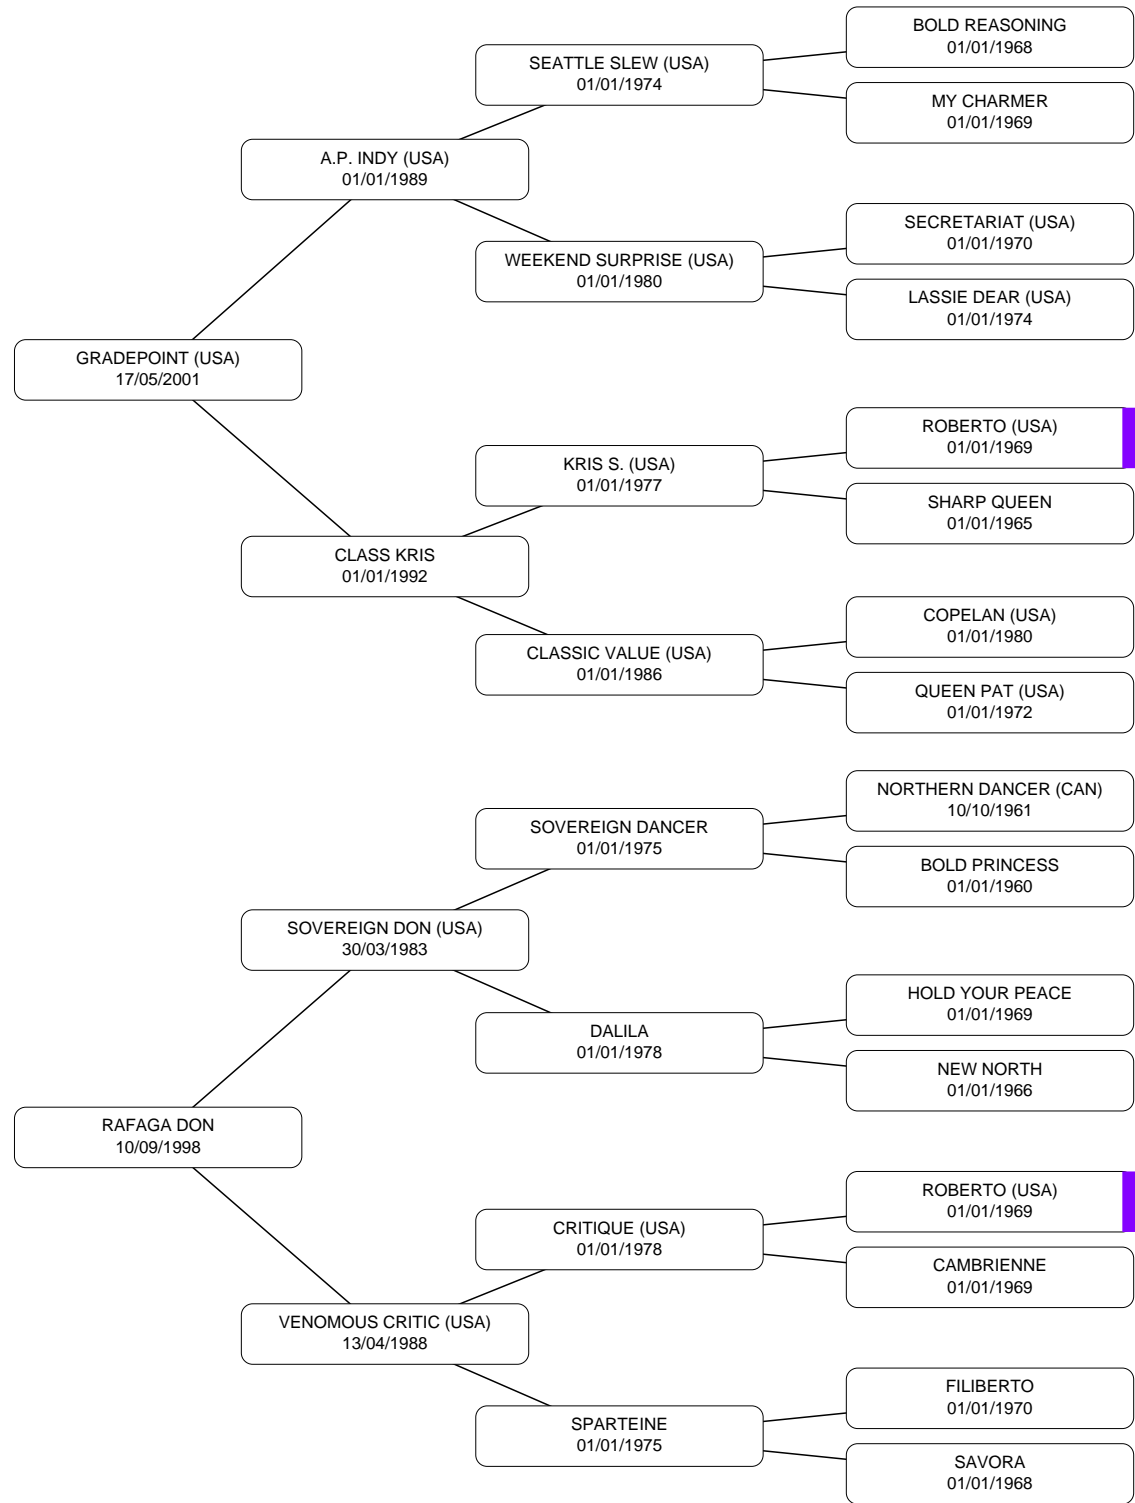 BOLD REASONING
01/01/1968
SEATTLE SLEW (USA)
01/01/1974
MY CHARMER
01/01/1969
A.P. INDY (USA)
01/01/1989
SECRETARIAT (USA)
01/01/1970
WEEKEND SURPRISE (USA)
01/01/1980
LASSIE DEAR (USA)
01/01/1974
GRADEPOINT (USA)
17/05/2001
ROBERTO (USA)
01/01/1969
KRIS S. (USA)
01/01/1977
SHARP QUEEN
01/01/1965
CLASS KRIS
01/01/1992
COPELAN (USA)
01/01/1980
CLASSIC VALUE (USA)
01/01/1986
QUEEN PAT (USA)
01/01/1972
NORTHERN DANCER (CAN)
10/10/1961
SOVEREIGN DANCER
01/01/1975
BOLD PRINCESS
01/01/1960
SOVEREIGN DON (USA)
30/03/1983
HOLD YOUR PEACE
01/01/1969
DALILA
01/01/1978
NEW NORTH
01/01/1966
RAFAGA DON
10/09/1998
ROBERTO (USA)
01/01/1969
CRITIQUE (USA)
01/01/1978
CAMBRIENNE
01/01/1969
VENOMOUS CRITIC (USA)
13/04/1988
FILIBERTO
01/01/1970
SPARTEINE
01/01/1975
SAVORA
01/01/1968